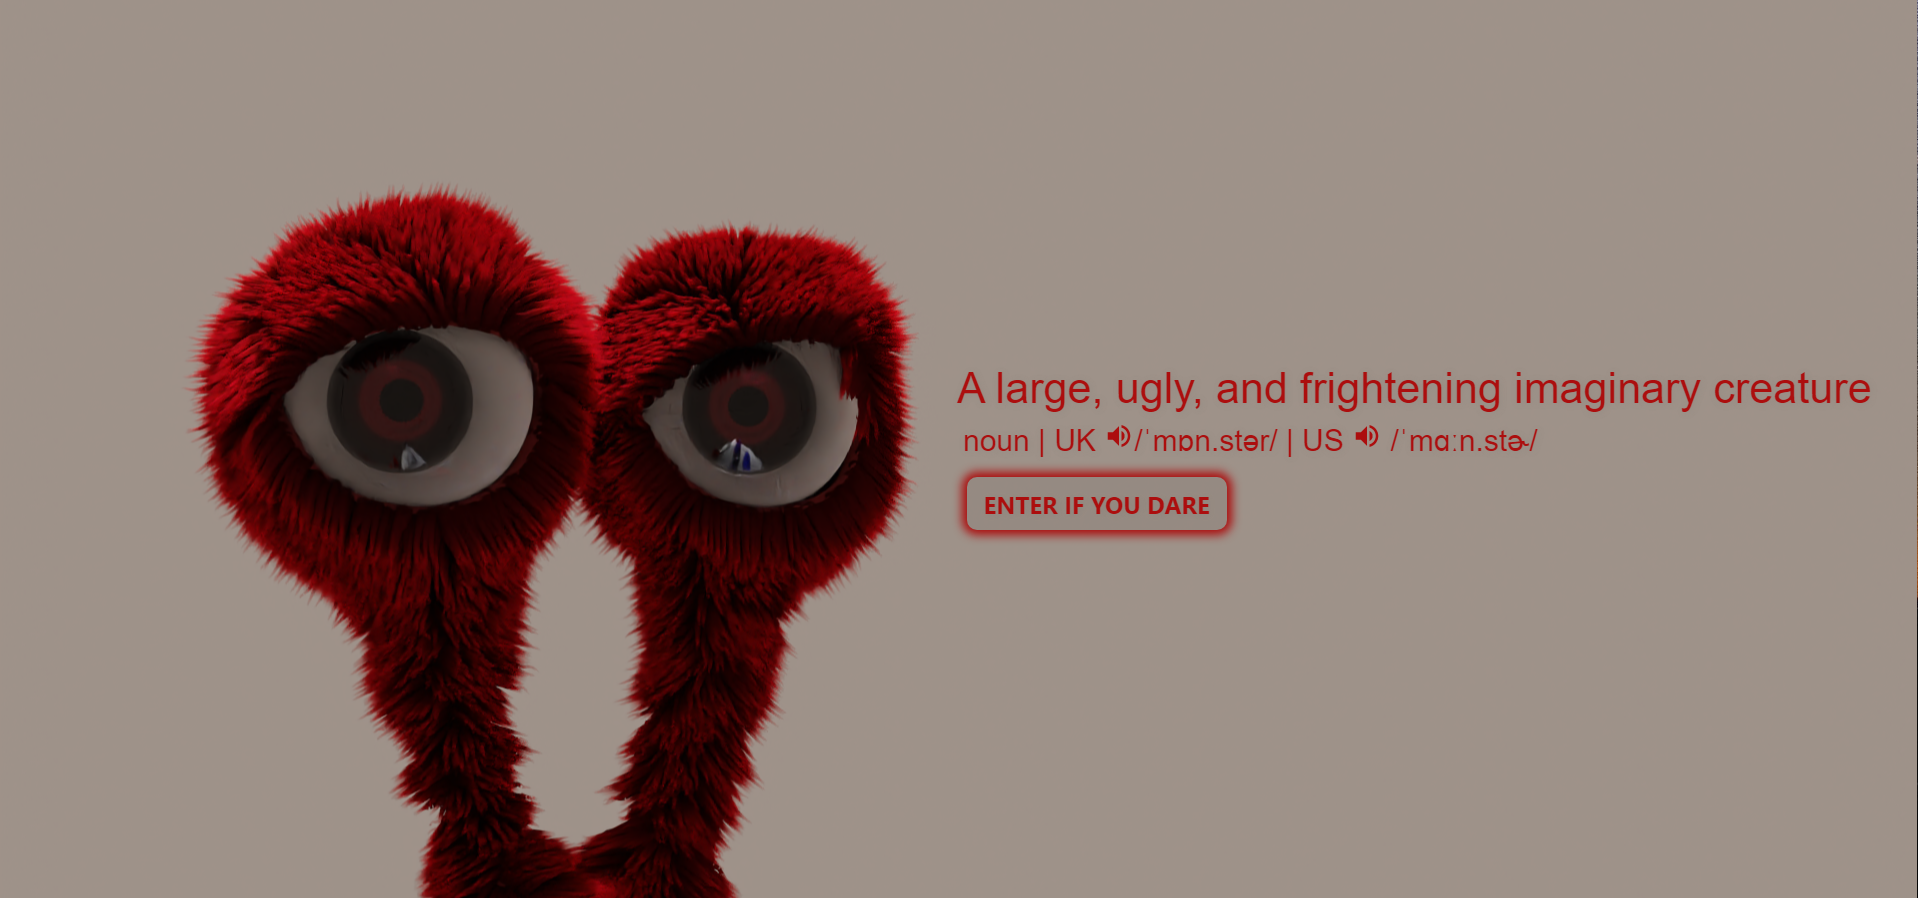 A large, ugly, and frightening imaginary creature
noun | UK /ˈmɒn.stər/ | US /ˈmɑːn.stɚ/
ENTER IF YOU DARE